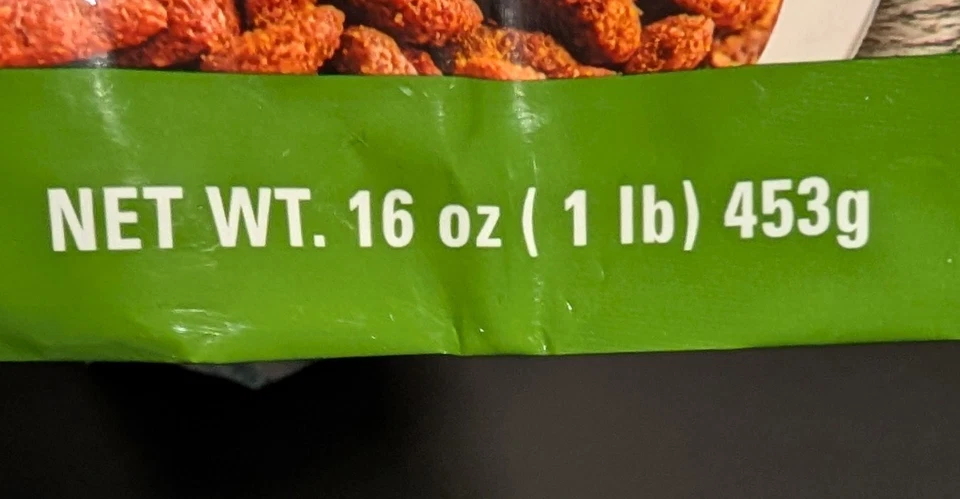 NET WT. 16 oz ( 1 lb) 453g